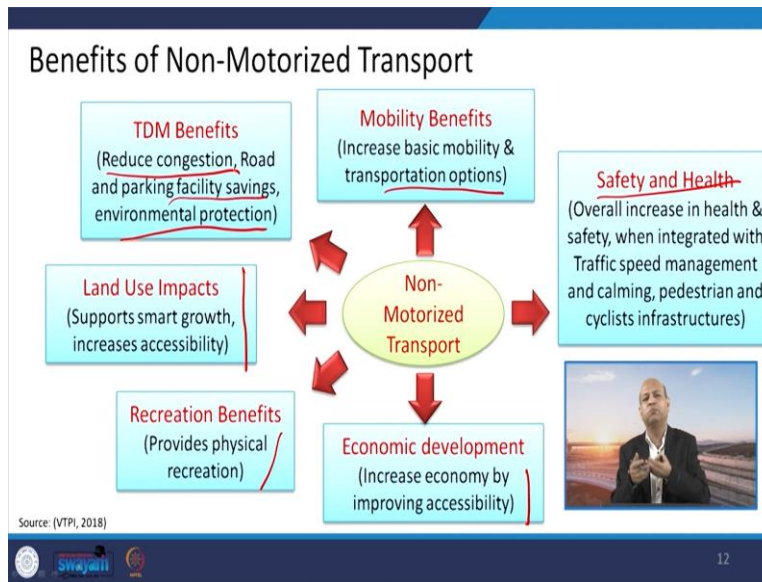 Benefits of Non-Motorized Transport
TDM Benefits
(Reduce congestion, Road
and parking facility savings,
environmental protection)
Mobility Benefits
(Increase basic mobility &
transportation options)
Safety and Health
(Overall increase in health &
safety, when integrated with
Traffic speed management
and calming, pedestrian and
cyclists infrastructures)
Land Use Impacts
(Supports smart growth,
increases accessibility)
Non-
Motorized
Transport
Recreation Benefits
(Provides physical
recreation)
Economic development
(Increase economy by
improving accessibility)
Source: (VTPI, 2018)
swayam
12